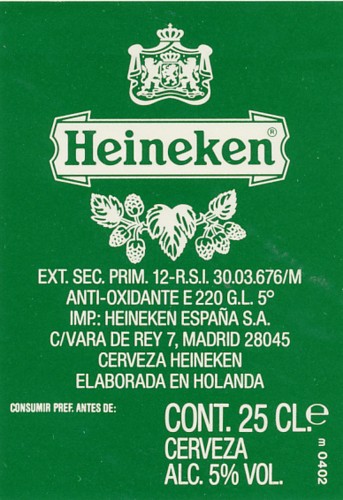 Heineken®
EXT. SEC. PRIM. 12-R.S.I. 30.03.676/M
ANTI-OXIDANTE E 220 G.L. 5°
IMP.: HEINEKEN ESPAÑA S.A.
C/VARA DE REY 7, MADRID 28045
CERVEZA HEINEKEN
ELABORADA EN HOLANDA
CONSUMIR PREF. ANTES DE:
CONT. 25 CL.℮
CERVEZA
ALC. 5% VOL.
m 0402